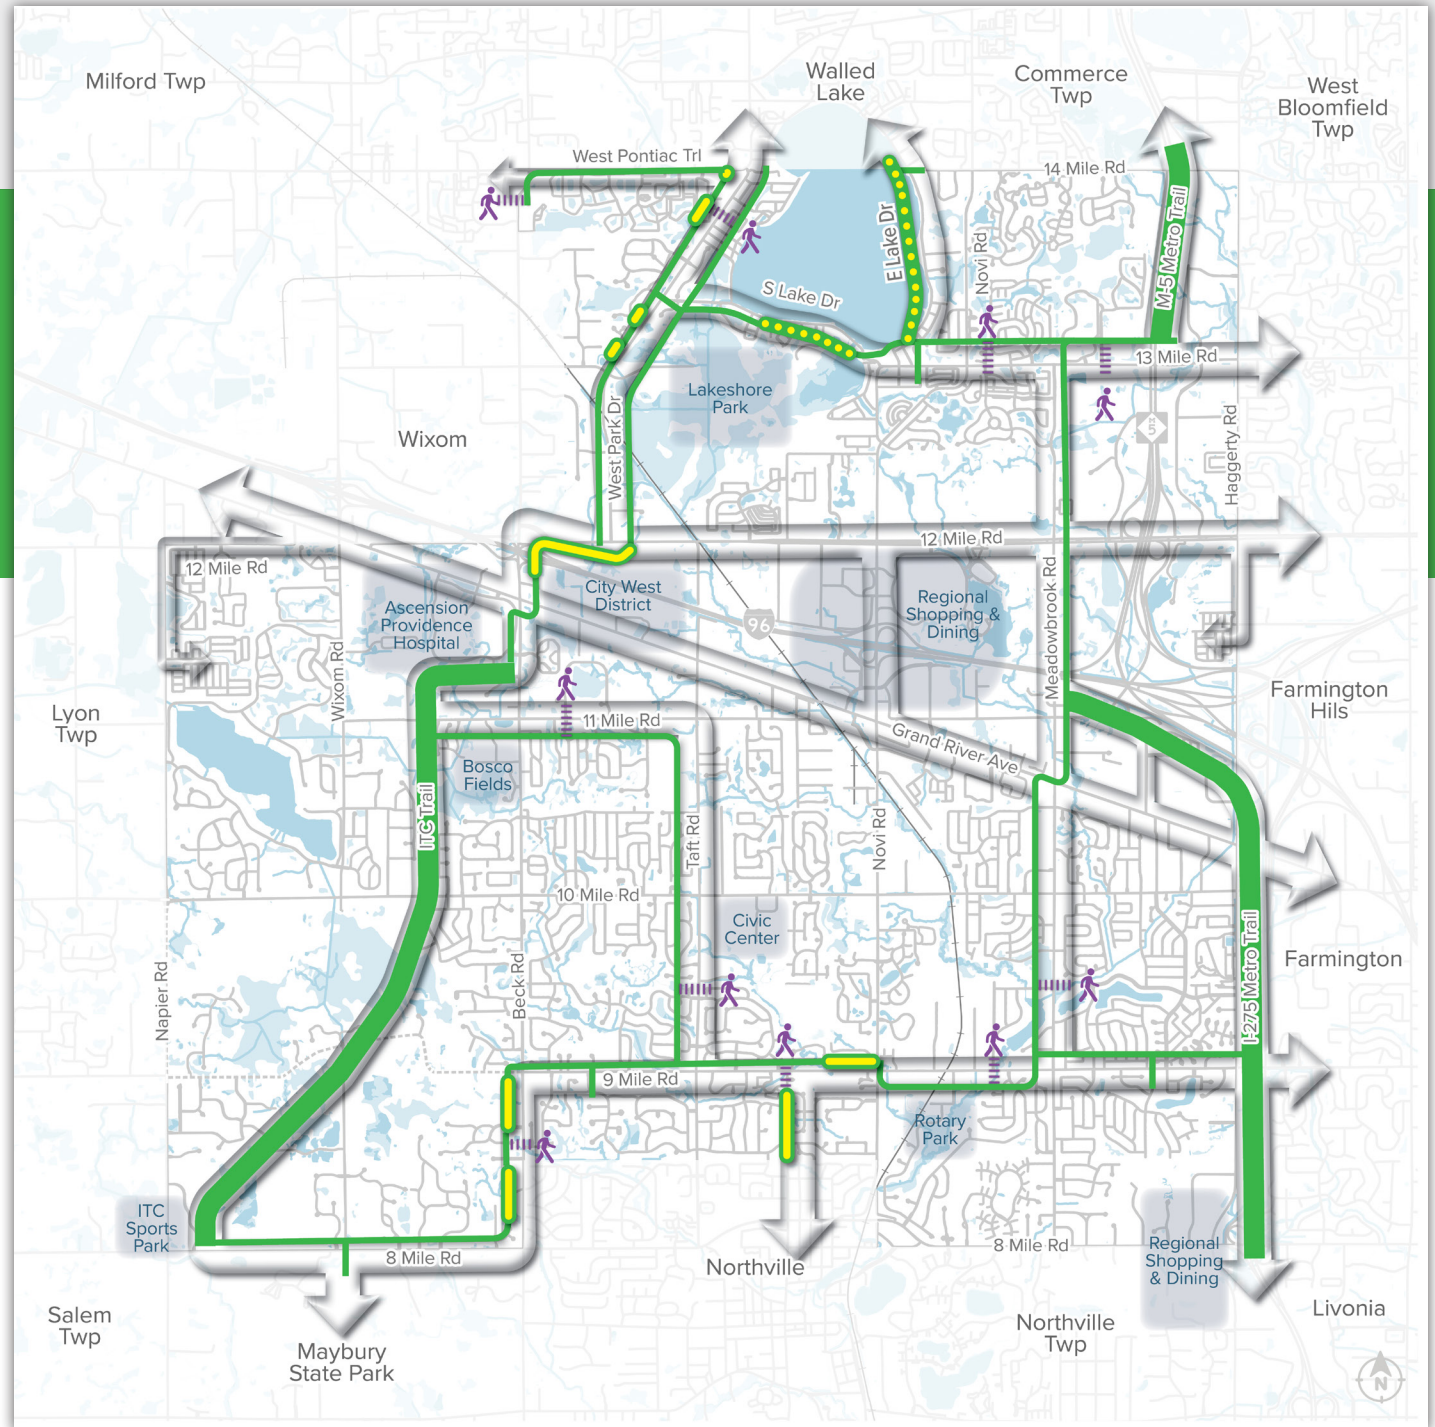 Milford Twp
Walled
Lake
Commerce
Twp
West
Bloomfield
Twp
West Pontiac Trl
14 Mile Rd
M-5 Metro Trail
E Lake Dr
Novi Rd
S Lake Dr
13 Mile Rd
Lakeshore
Park
West Park Dr
Wixom
Haggerty Rd
12 Mile Rd
12 Mile Rd
City West
District
Ascension
Providence
Hospital
96
Regional
Shopping &
Dining
Meadowbrook Rd
Wixom Rd
Farmington
Hills
Lyon
Twp
11 Mile Rd
Grand River Ave
Bosco
Fields
ITC Trail
Taft Rd
Novi Rd
10 Mile Rd
Civic
Center
I-275 Metro Trail
Farmington
Napier Rd
Beck Rd
9 Mile Rd
Rotary
Park
ITC
Sports
Park
8 Mile Rd
8 Mile Rd
Regional
Shopping
& Dining
Northville
Salem
Twp
Maybury
State Park
Northville
Twp
Livonia
N